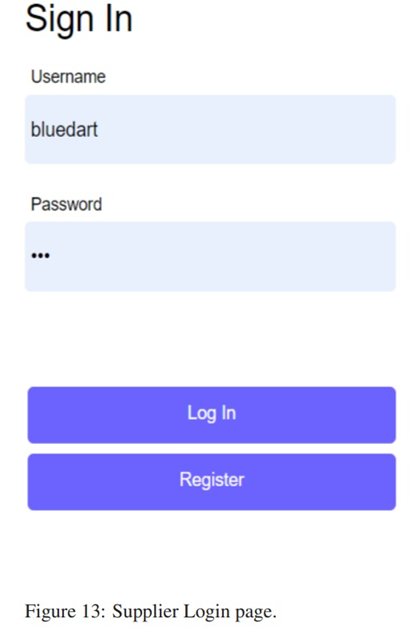 Sign In
Username
bluedart
Password
•••
Log In
Register
Figure 13: Supplier Login page.